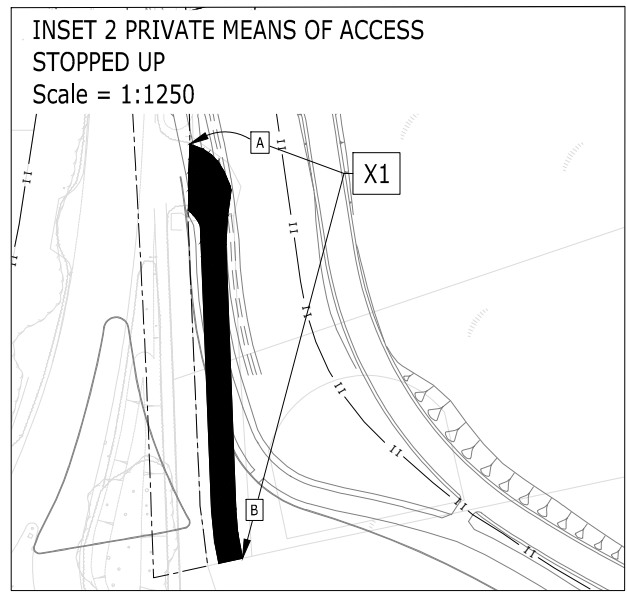 INSET 2 PRIVATE MEANS OF ACCESS
STOPPED UP
Scale = 1:1250
A
X1
B